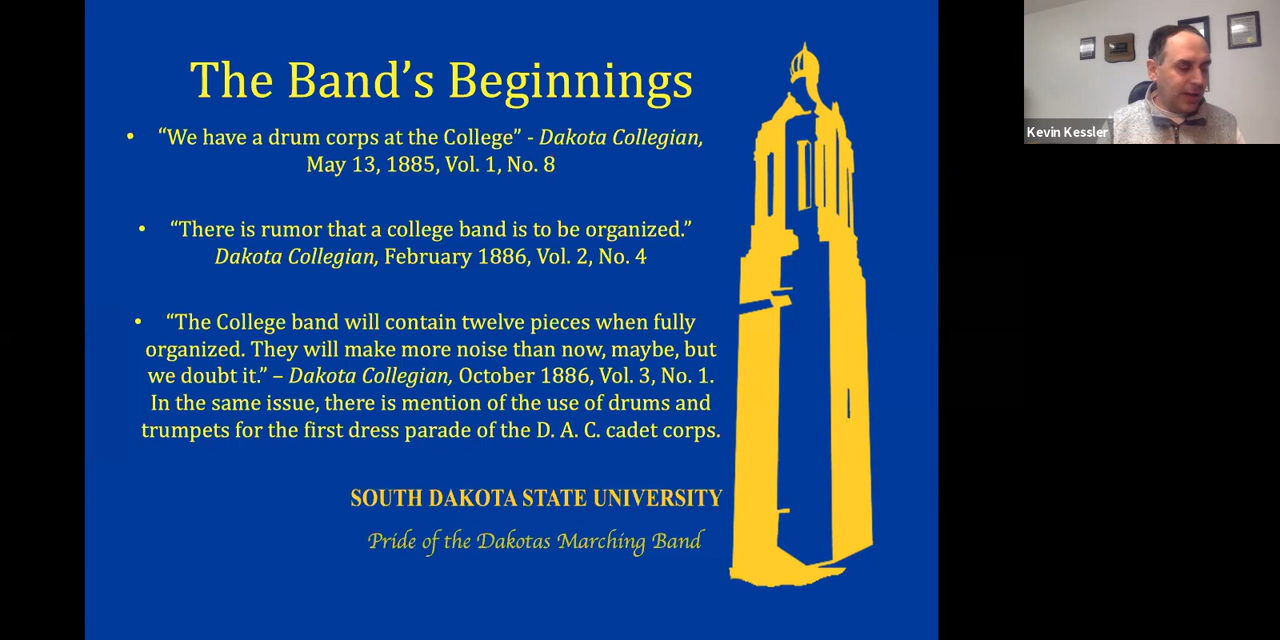 The Band’s Beginnings
• “We have a drum corps at the College” - Dakota Collegian,
May 13, 1885, Vol. 1, No. 8
• “There is rumor that a college band is to be organized.”
Dakota Collegian, February 1886, Vol. 2, No. 4
• “The College band will contain twelve pieces when fully
organized. They will make more noise than now, maybe, but
we doubt it.” – Dakota Collegian, October 1886, Vol. 3, No. 1.
In the same issue, there is mention of the use of drums and
trumpets for the first dress parade of the D. A. C. cadet corps.
SOUTH DAKOTA STATE UNIVERSITY
Pride of the Dakotas Marching Band
Kevin Kessler